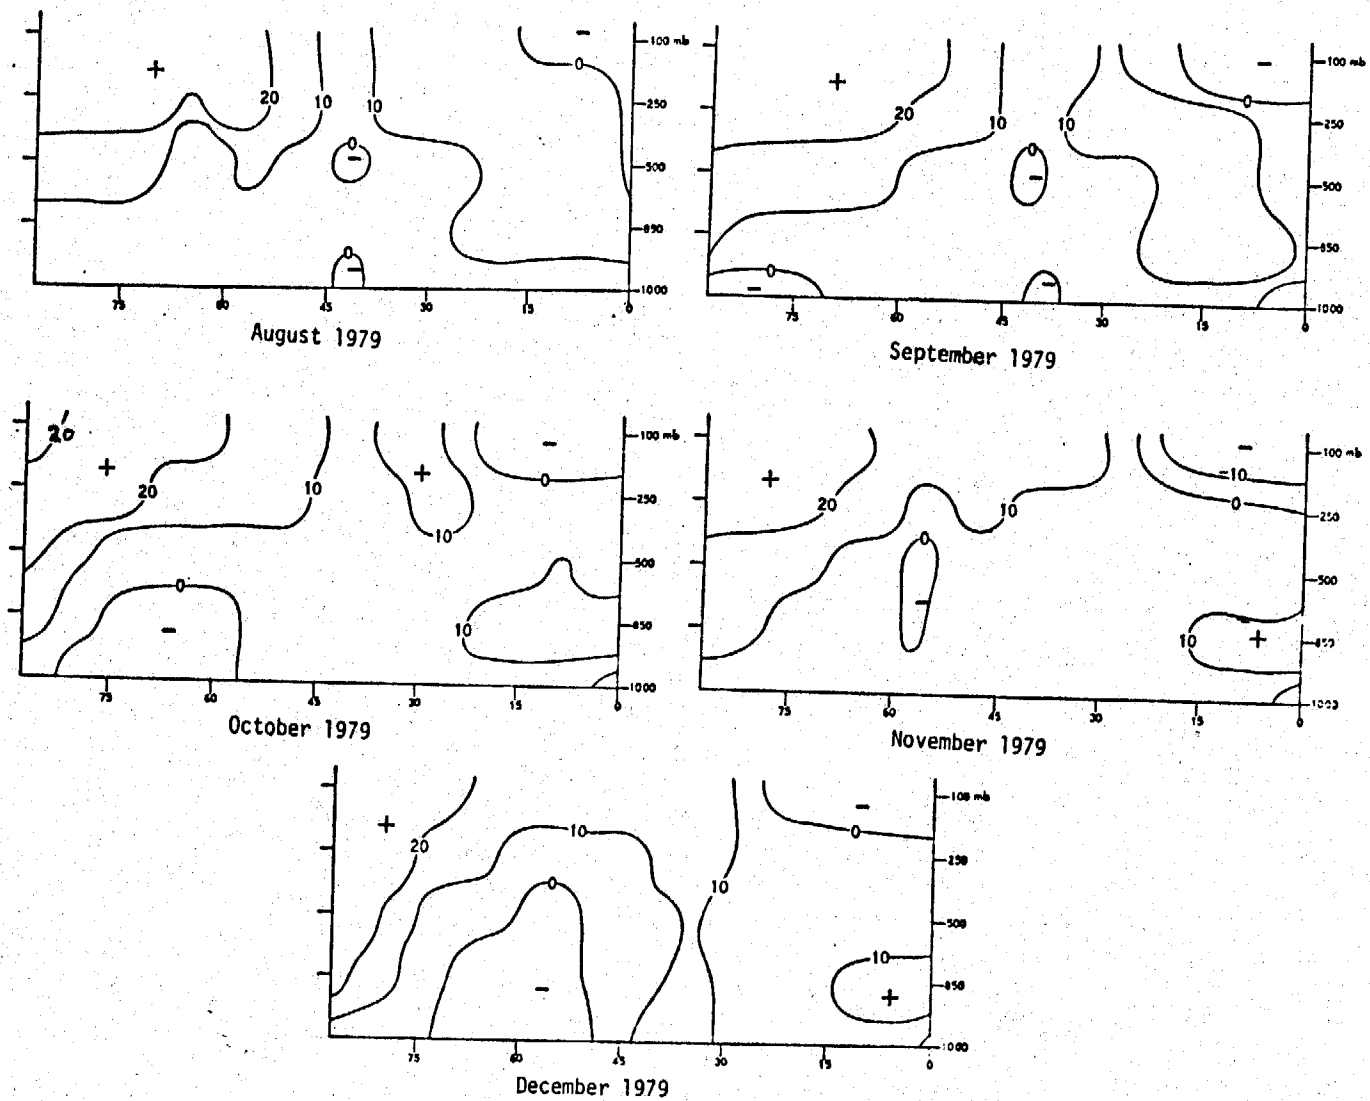 + 20 10 10 0 - 0 - 0 -
100 mb
250
500
850
1000
75 60 45 30 15 0
August 1979
+ 20 10 10 0 - 0 - 0 - -
100 mb
250
500
850
1000
75 60 45 30 15 0
September 1979
20 + 20 10 + 10 0 - 0 - 10
100 mb
250
500
850
1000
75 60 45 30 15 0
October 1979
+ 20 10 0 - -10 - 0 10 - +
100 mb
250
500
850
1000
75 60 45 30 15 0
November 1979
+ 20 10 0 - 10 0 - 10 +
100 mb
250
500
850
1000
75 60 45 30 15 0
December 1979